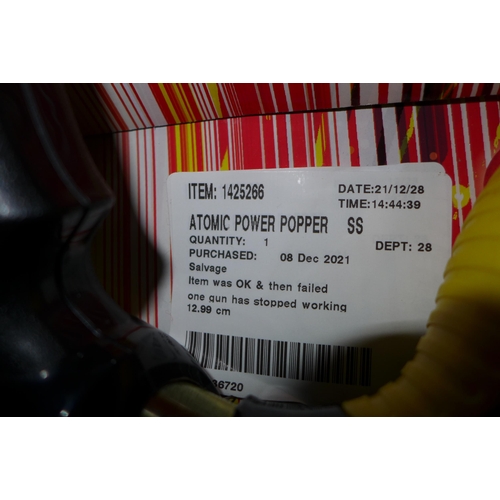 ITEM: 1425266 DATE:21/12/28
TIME:14:44:39
ATOMIC POWER POPPER SS
QUANTITY: 1 DEPT: 28
PURCHASED: 08 Dec 2021
Salvage
Item was OK & then failed
one gun has stopped working
12.99 cm
36720